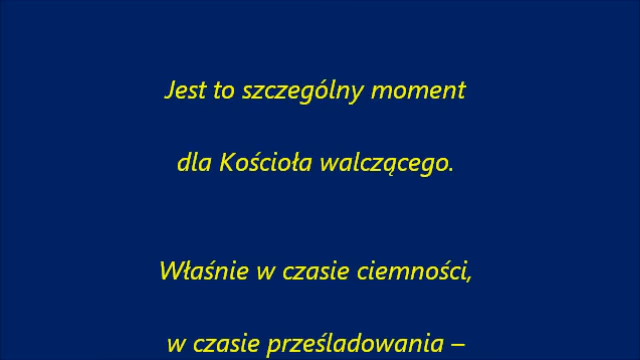 Jest to szczególny moment
dla Kościoła walczącego.
Właśnie w czasie ciemności,
w czasie prześladowania –